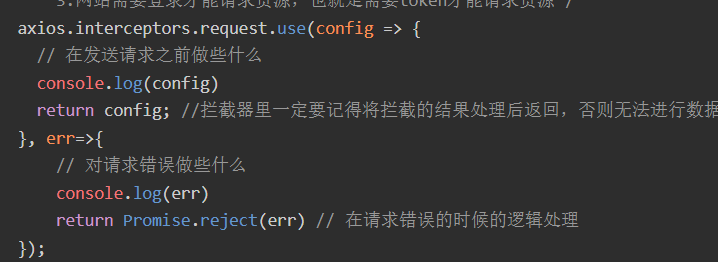 3.网站需要登录才能请求资源，也就是需要token才能请求资源*/
axios.interceptors.request.use(config => {
// 在发送请求之前做些什么
console.log(config)
return config; //拦截器里一定要记得将拦截的结果处理后返回，否则无法进行数据
}, err=>{
// 对请求错误做些什么
console.log(err)
return Promise.reject(err) // 在请求错误的时候的逻辑处理
});